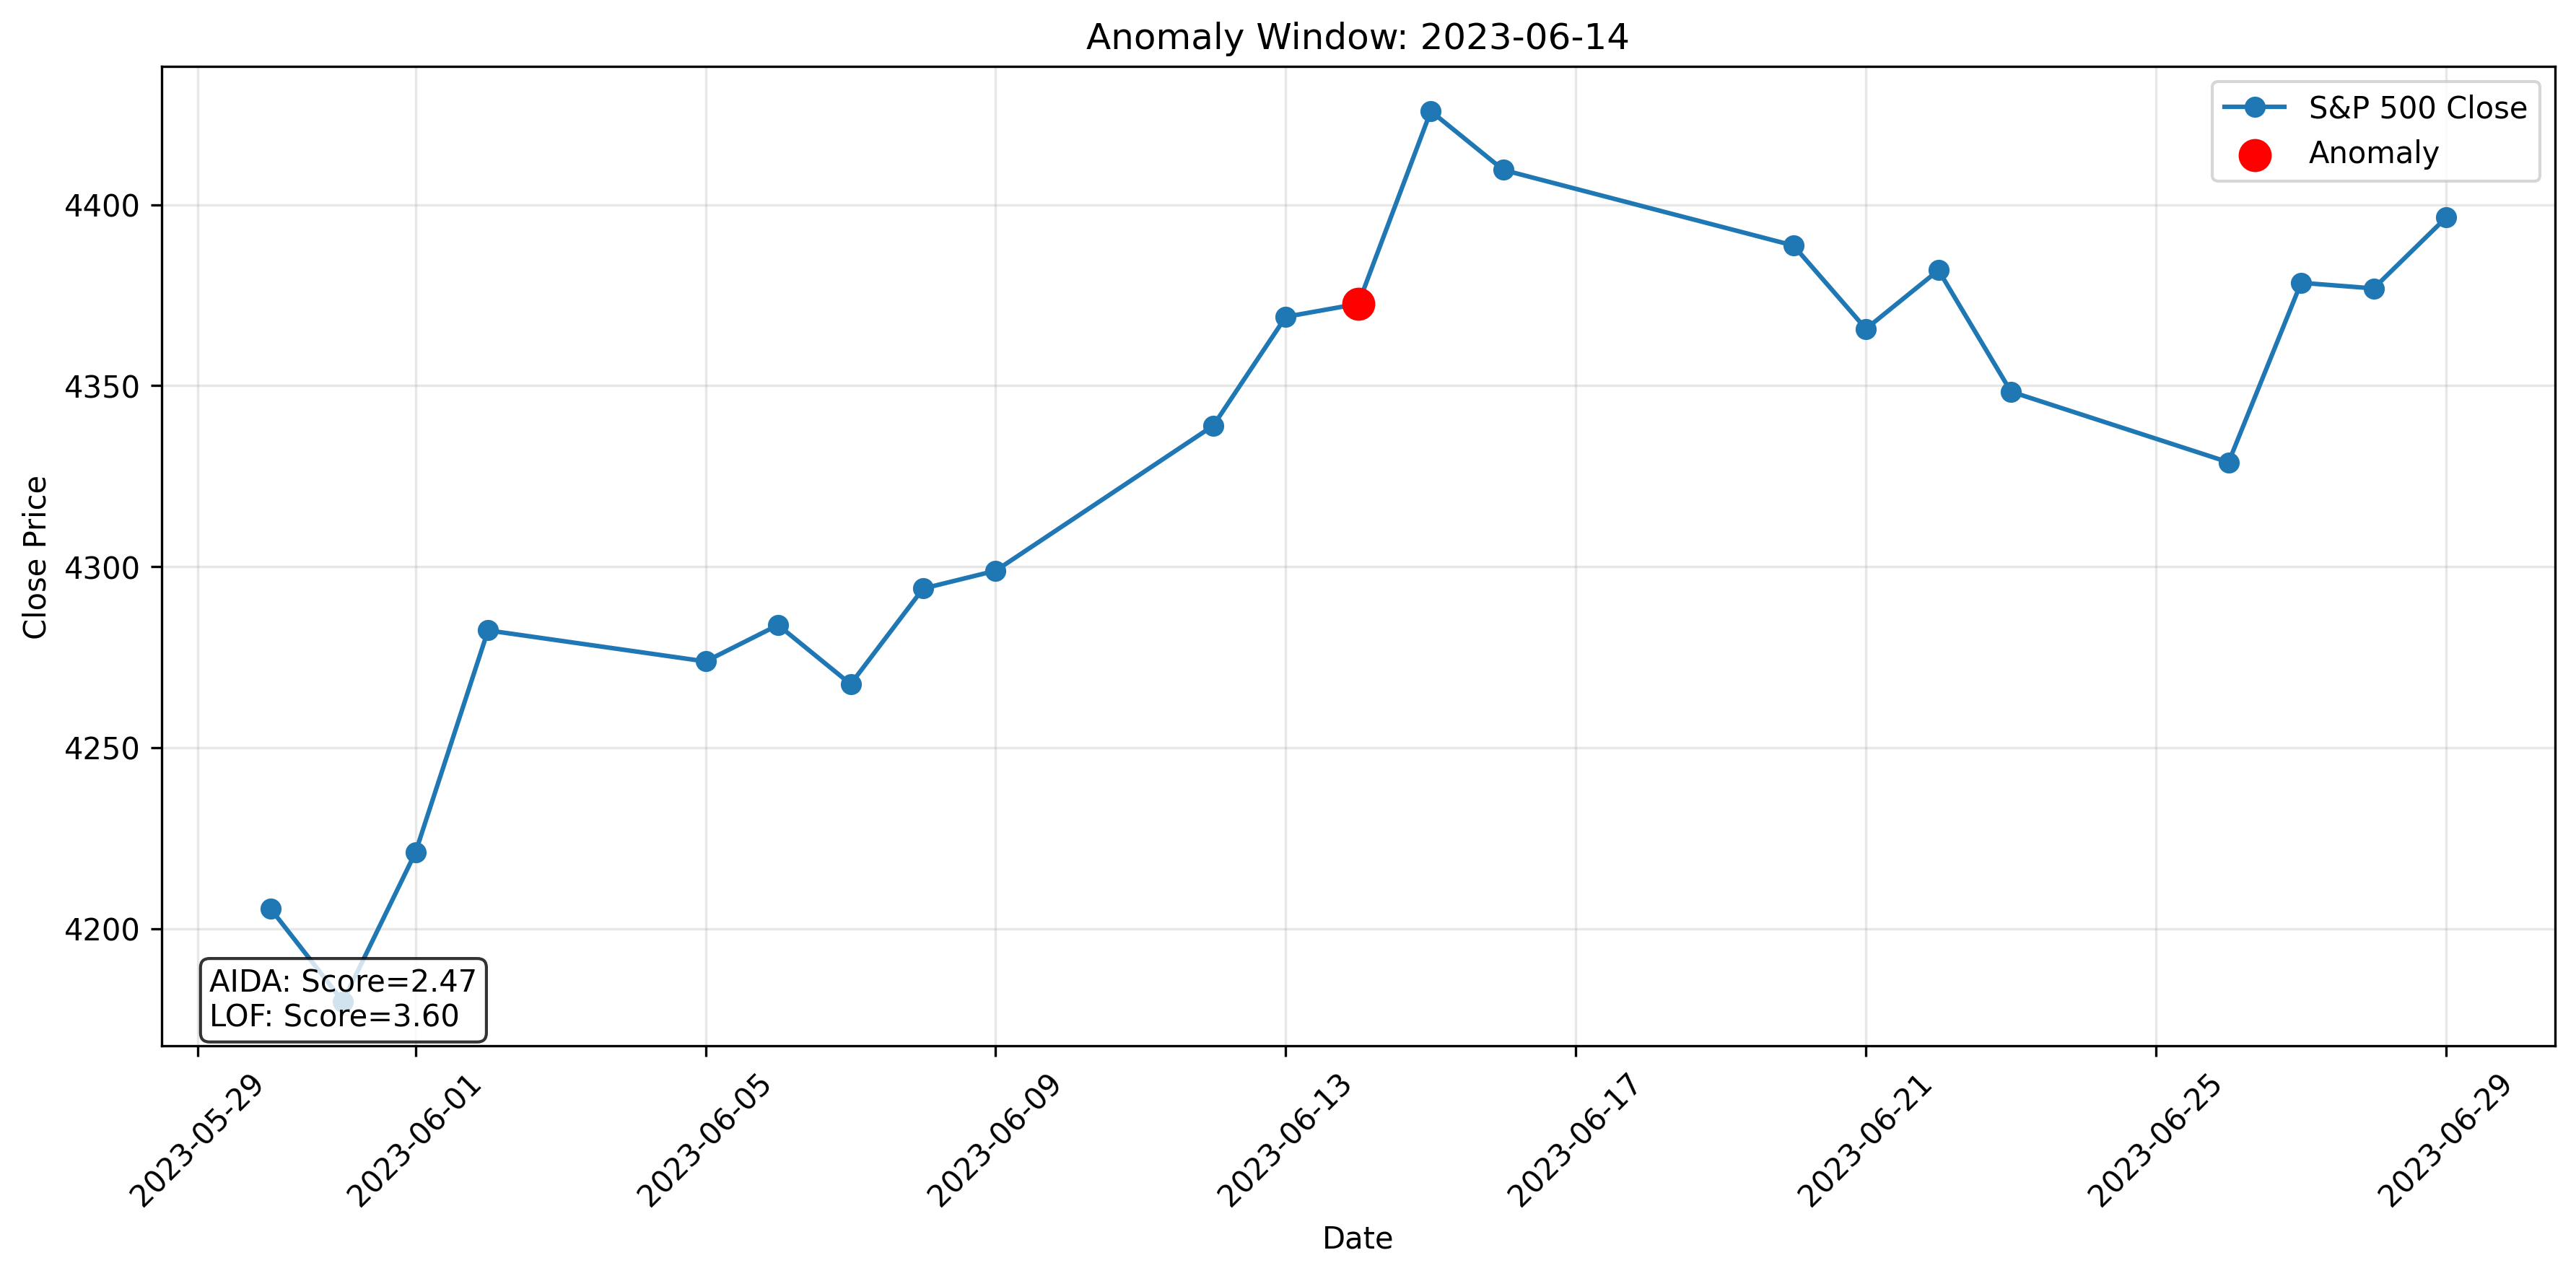 Anomaly Window: 2023-06-14
S&P 500 Close
Anomaly
Close Price
4400
4350
4300
4250
4200
AIDA: Score=2.47
LOF: Score=3.60
2023-05-29
2023-06-01
2023-06-05
2023-06-09
2023-06-13
2023-06-17
2023-06-21
2023-06-25
2023-06-29
Date